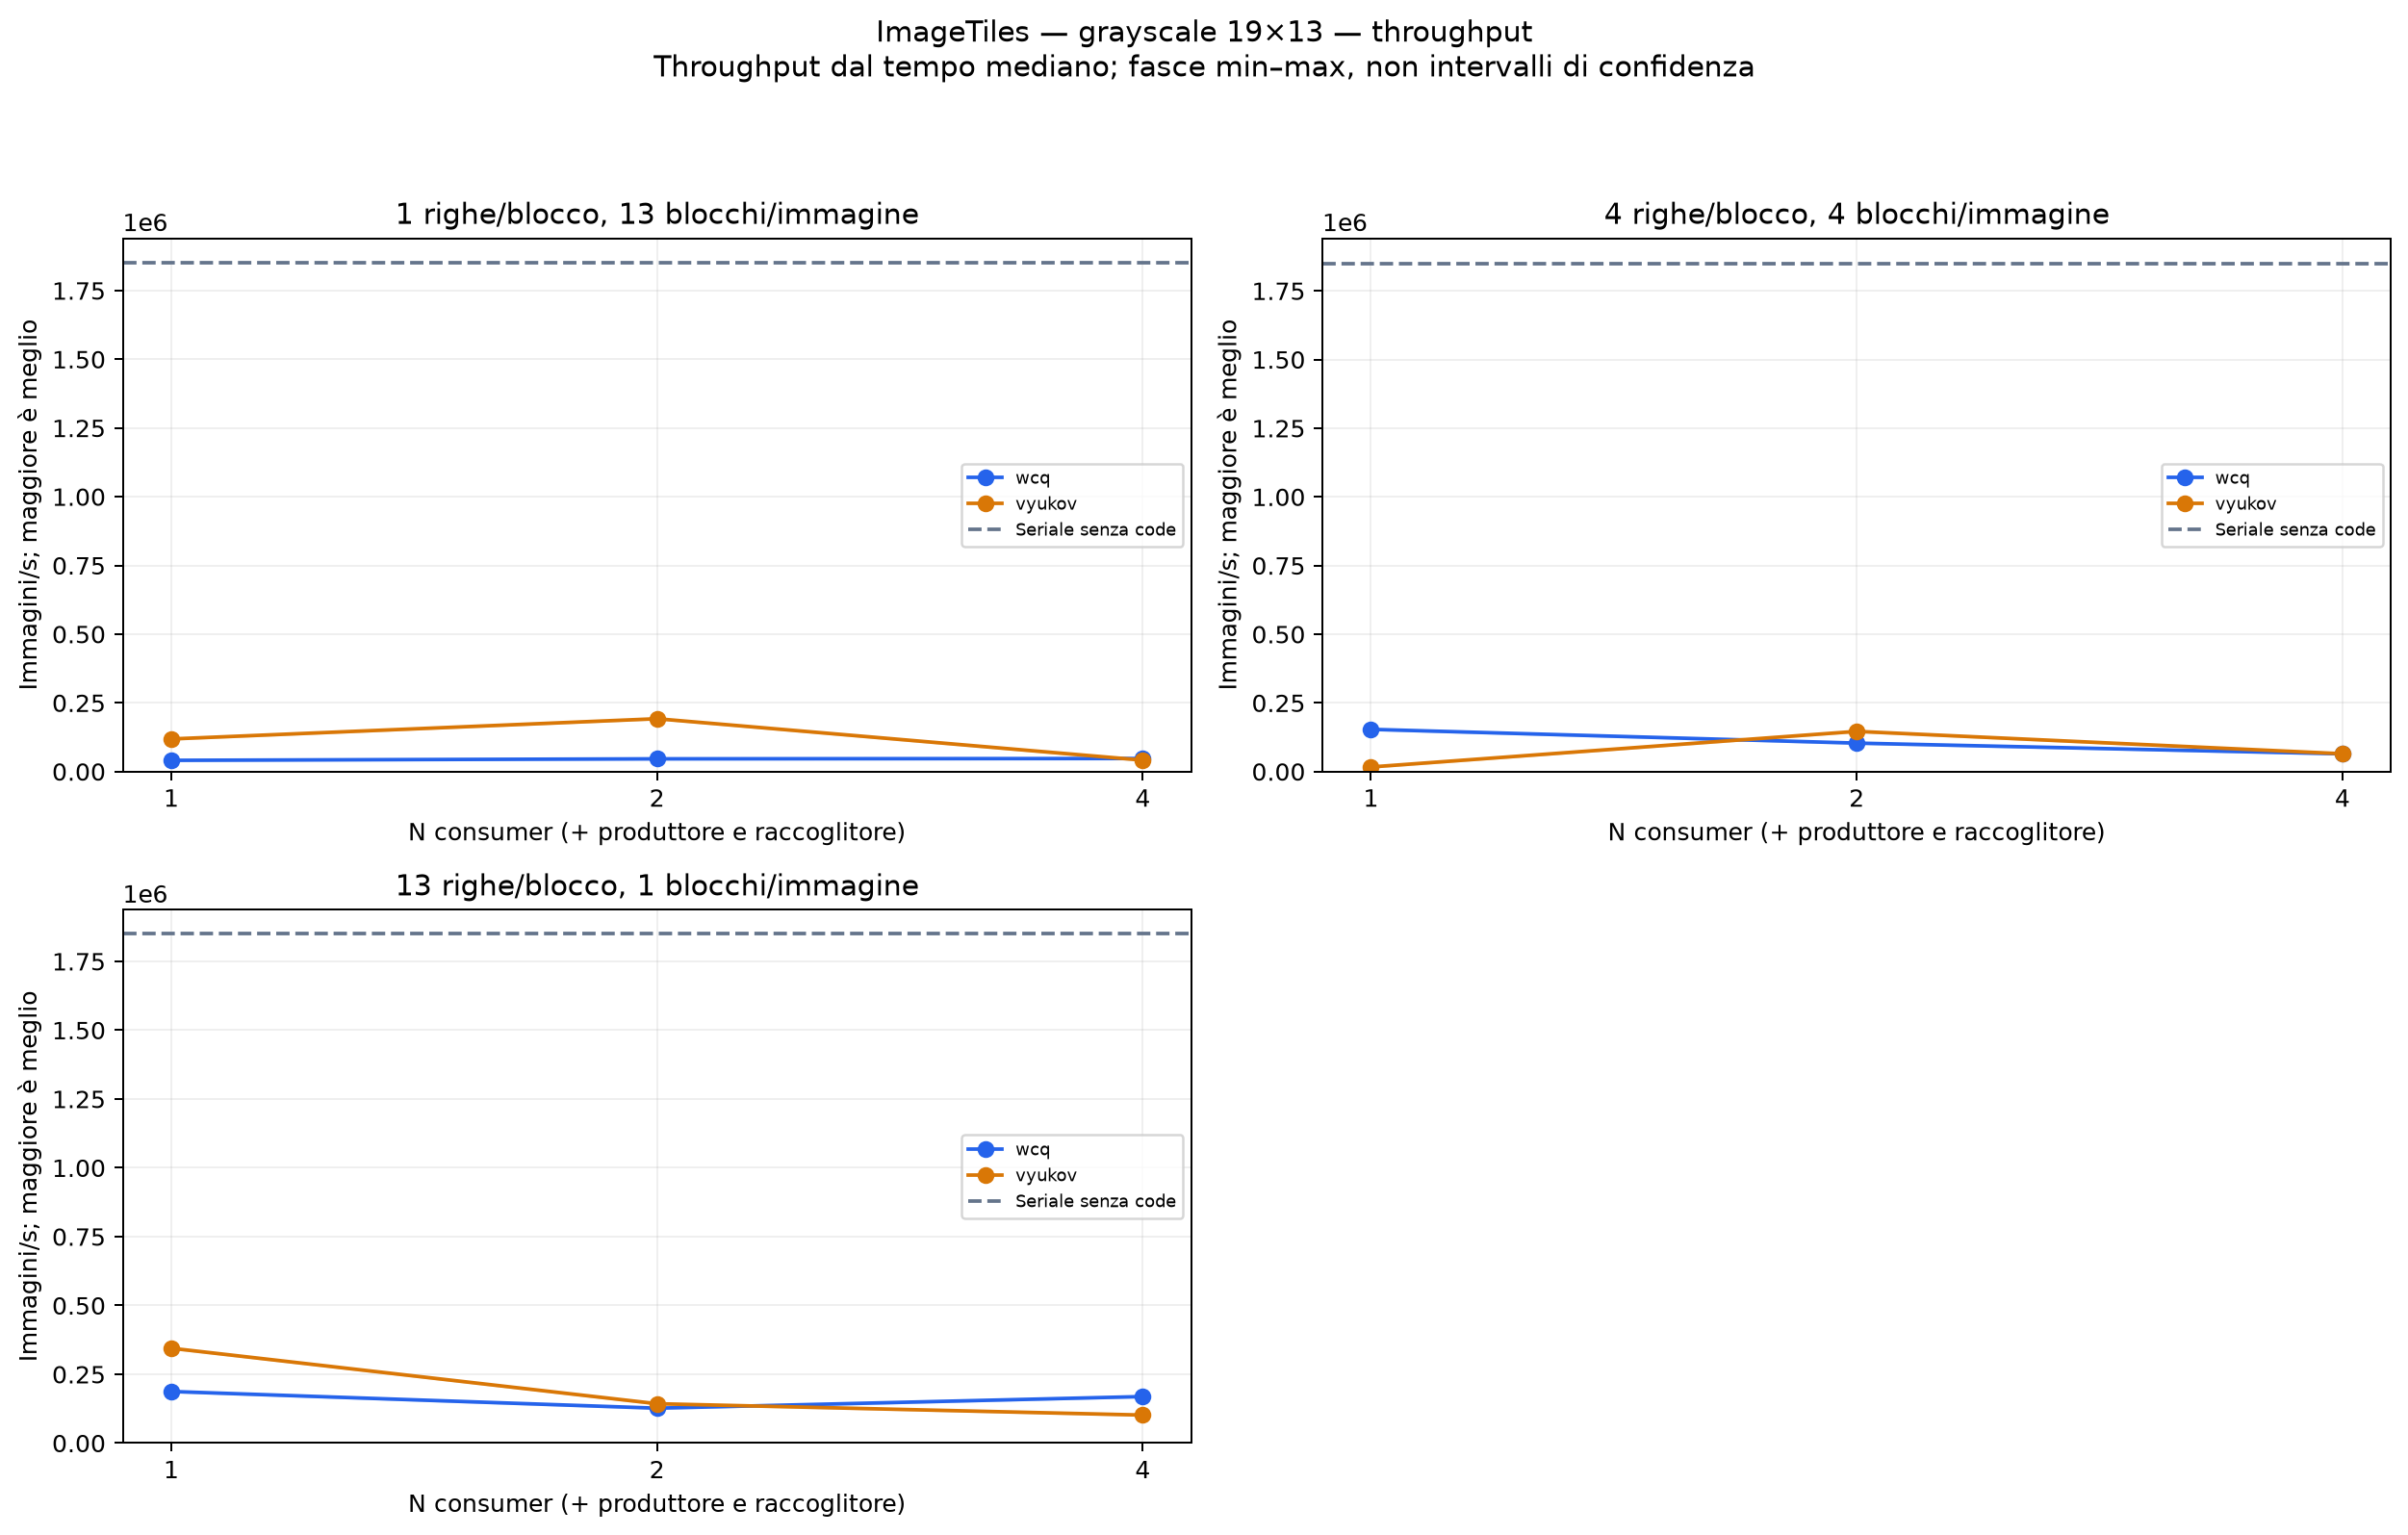 ImageTiles — grayscale 19×13 — throughput
Throughput dal tempo mediano; fasce min–max, non intervalli di confidenza
1 righe/blocco, 13 blocchi/immagine
1e6
Immagini/s; maggiore è meglio
1.75
1.50
1.25
1.00
0.75
0.50
0.25
0.00
wcq
vyukov
Seriale senza code
1
2
4
N consumer (+ produttore e raccoglitore)
4 righe/blocco, 4 blocchi/immagine
1e6
Immagini/s; maggiore è meglio
1.75
1.50
1.25
1.00
0.75
0.50
0.25
0.00
wcq
vyukov
Seriale senza code
1
2
4
N consumer (+ produttore e raccoglitore)
13 righe/blocco, 1 blocchi/immagine
1e6
Immagini/s; maggiore è meglio
1.75
1.50
1.25
1.00
0.75
0.50
0.25
0.00
wcq
vyukov
Seriale senza code
1
2
4
N consumer (+ produttore e raccoglitore)